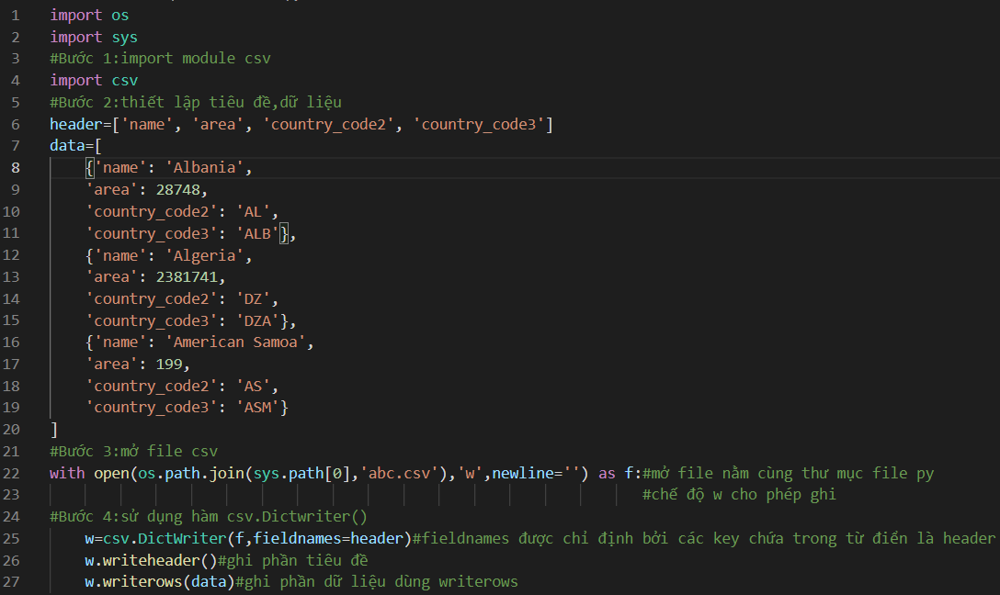 1 import os
2 import sys
3 #Bước 1:import module csv
4 import csv
5 #Bước 2:thiết lập tiêu đề,dữ liệu
6 header=['name', 'area', 'country_code2', 'country_code3']
7 data=[
8     {'name': 'Albania',
9     'area': 28748,
10     'country_code2': 'AL',
11     'country_code3': 'ALB'},
12     {'name': 'Algeria',
13     'area': 2381741,
14     'country_code2': 'DZ',
15     'country_code3': 'DZA'},
16     {'name': 'American Samoa',
17     'area': 199,
18     'country_code2': 'AS',
19     'country_code3': 'ASM'}
20 ]
21 #Bước 3:mở file csv
22 with open(os.path.join(sys.path[0],'abc.csv'),'w',newline='') as f:#mở file nằm cùng thư mục file py
23                                                                    #chế độ w cho phép ghi
24 #Bước 4:sử dụng hàm csv.Dictwriter()
25     w=csv.DictWriter(f,fieldnames=header)#fieldnames được chỉ định bởi các key chứa trong từ điển là header
26     w.writeheader()#ghi phần tiêu đề
27     w.writerows(data)#ghi phần dữ liệu dùng writerows